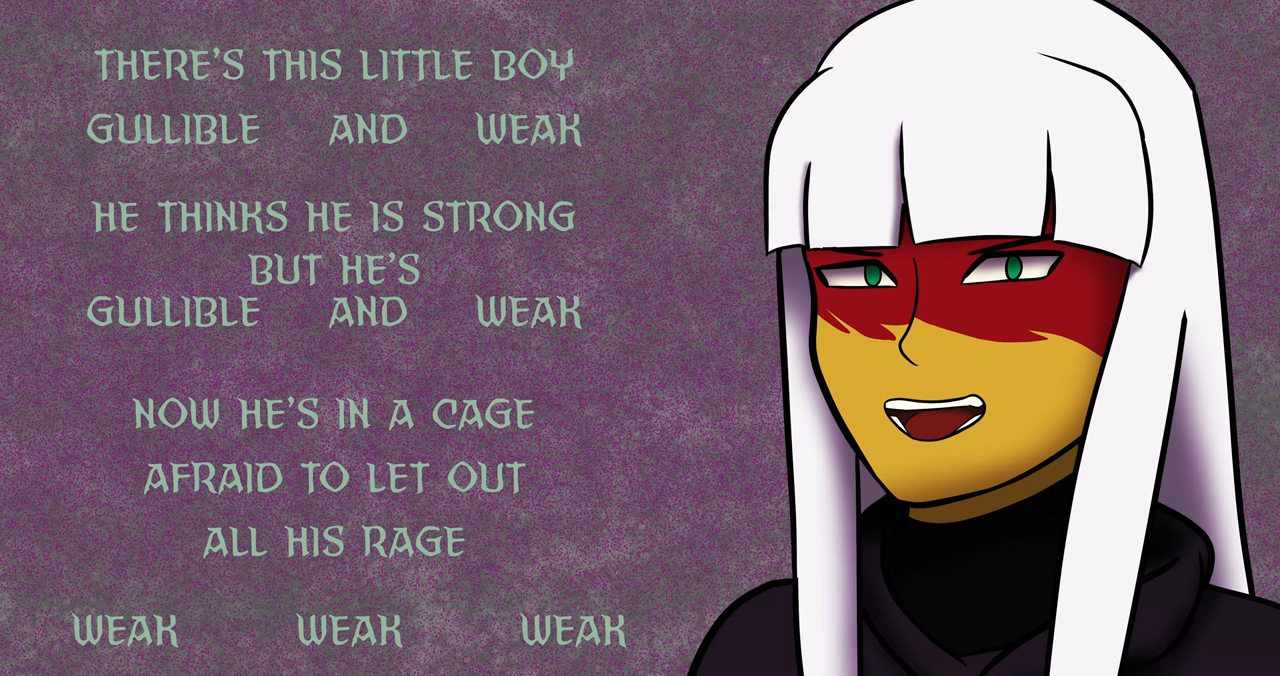 THERE'S THIS LITTLE BOY
GULLIBLE AND WEAK
HE THINKS HE IS STRONG
BUT HE'S
GULLIBLE AND WEAK
NOW HE'S IN A CAGE
AFRAID TO LET OUT
ALL HIS RAGE
WEAK WEAK WEAK